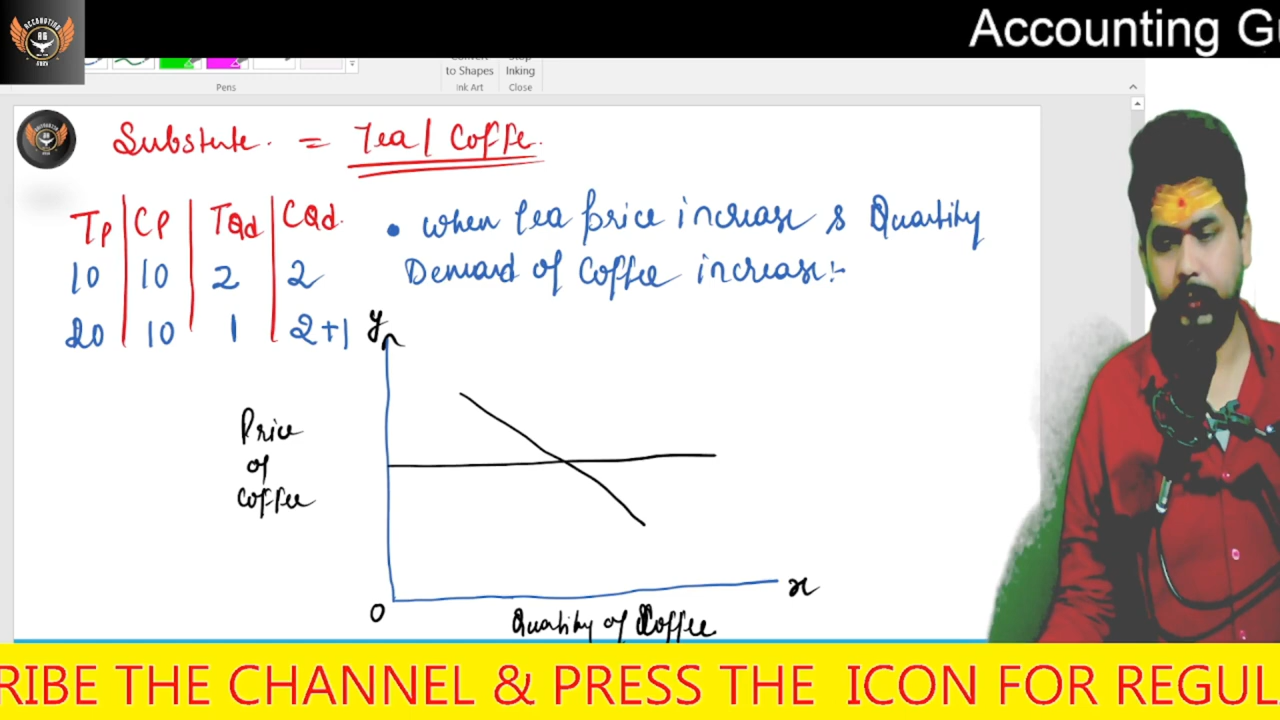 Accounting Gu
Convert
to Shapes
Stop
Inking
Pens
Ink Art
Close
Substute. = Tea | Coffe.
Tp | Cp | TQd | CQd.
10 | 10 | 2 | 2
20 | 10 | 1 | 2+1
• when tea price increase s Quantity
Demand of Coffee increase:-
y
Price
of
Coffee
O
x
Quantity of Coffee
RIBE THE CHANNEL & PRESS THE ICON FOR REGUL